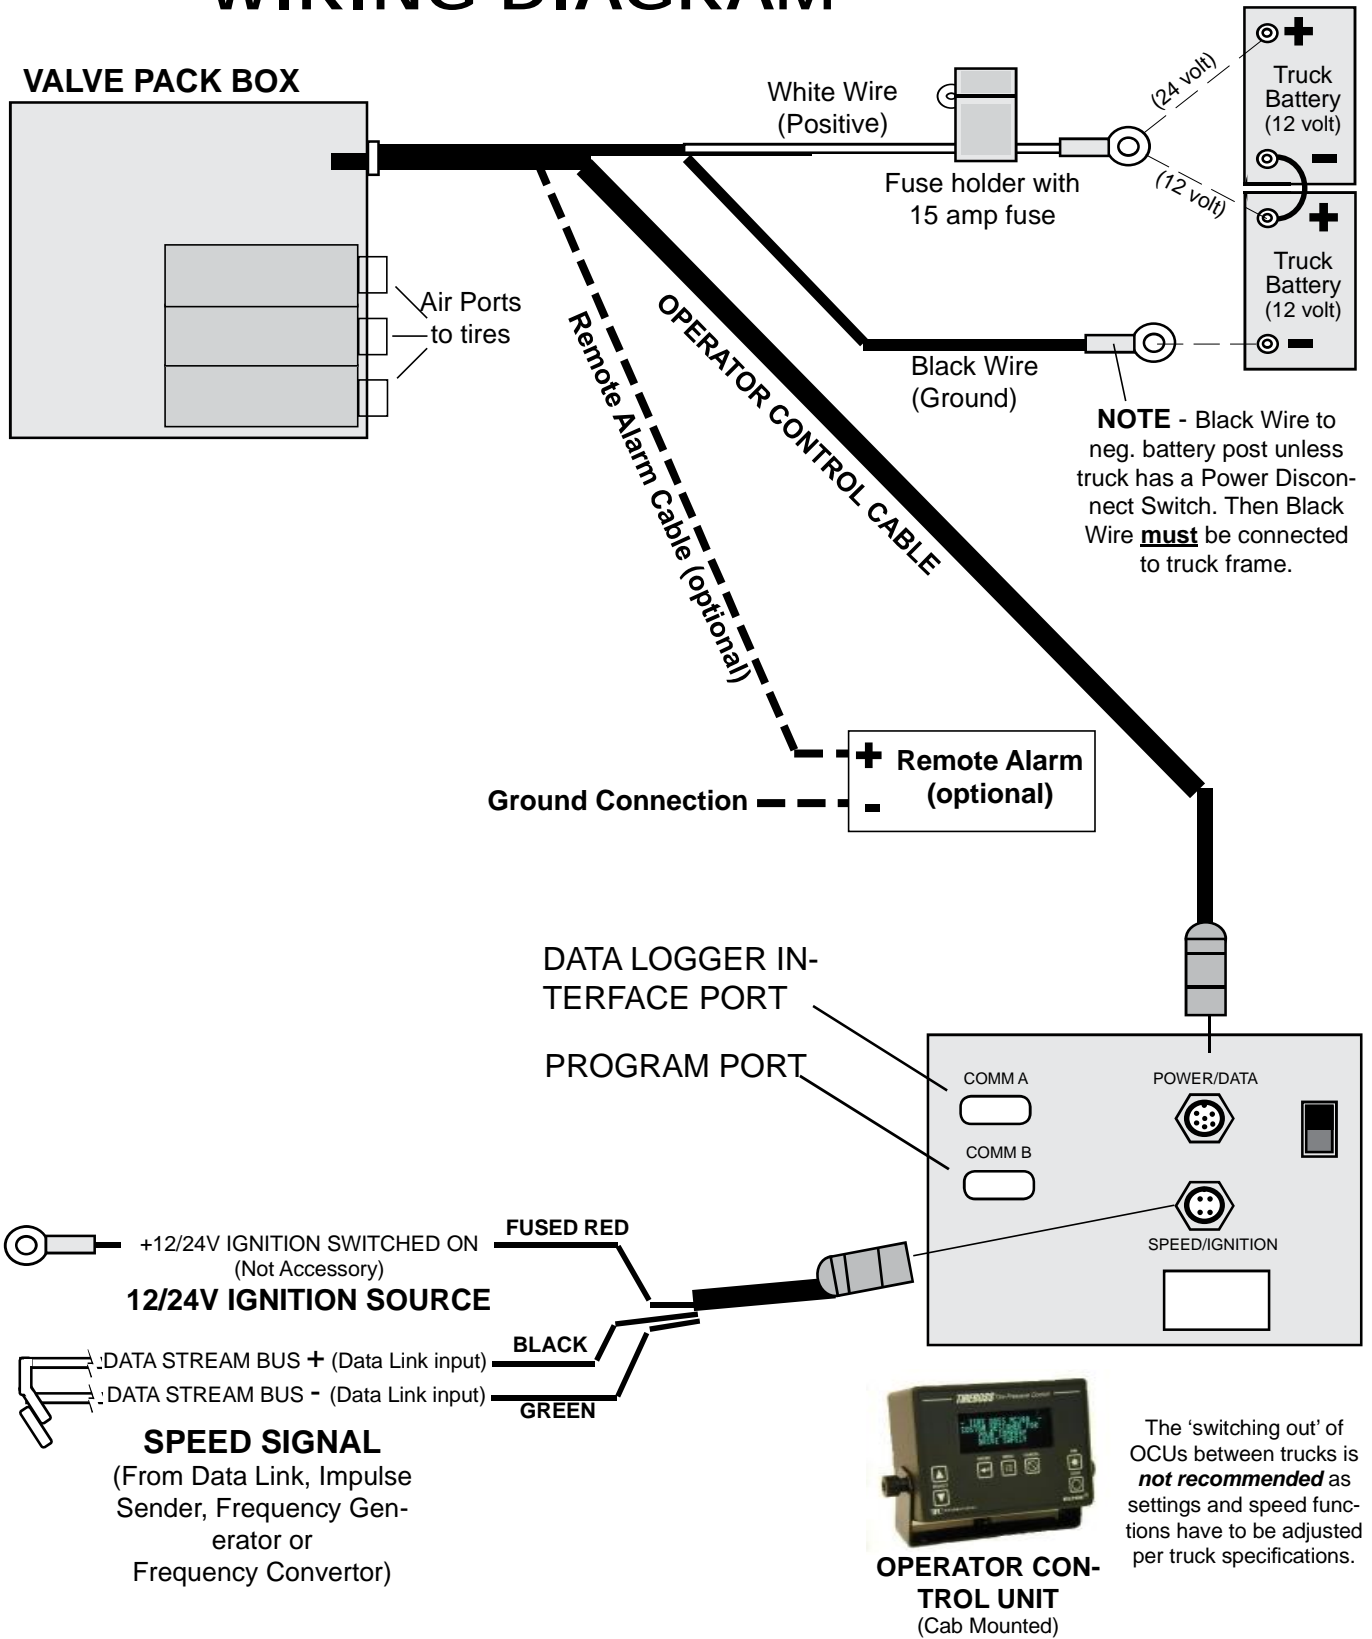 WIRING DIAGRAM
VALVE PACK BOX
White Wire
(Positive)
Fuse holder with
15 amp fuse
(24 volt)
(12 volt)
+
Truck
Battery
(12 volt)
-
+
Truck
Battery
(12 volt)
-
Air Ports
to tires
Remote Alarm Cable (optional)
OPERATOR CONTROL CABLE
Black Wire
(Ground)
NOTE - Black Wire to
neg. battery post unless
truck has a Power Discon-
nect Switch. Then Black
Wire must be connected
to truck frame.
+ Remote Alarm
(optional)
-
Ground Connection
DATA LOGGER IN-
TERFACE PORT
PROGRAM PORT
COMM A
POWER/DATA
COMM B
SPEED/IGNITION
FUSED RED
+12/24V IGNITION SWITCHED ON
(Not Accessory)
12/24V IGNITION SOURCE
BLACK
DATA STREAM BUS + (Data Link input)
DATA STREAM BUS - (Data Link input)
GREEN
SPEED SIGNAL
(From Data Link, Impulse
Sender, Frequency Gen-
erator or
Frequency Convertor)
TIREBOSS Tire Pressure Control
OPERATOR CON-
TROL UNIT
(Cab Mounted)
The ‘switching out’ of
OCUs between trucks is
not recommended as
settings and speed func-
tions have to be adjusted
per truck specifications.